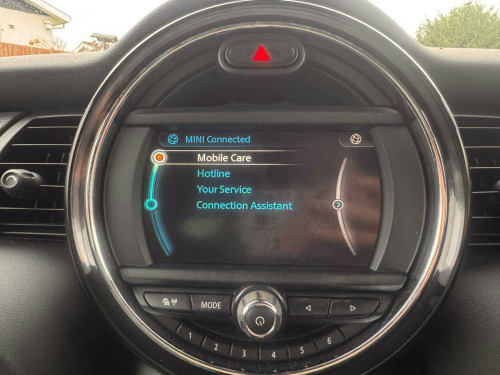 MINI Connected
Mobile Care
Hotline
Your Service
Connection Assistant
MODE
1 2 3 4 5 6